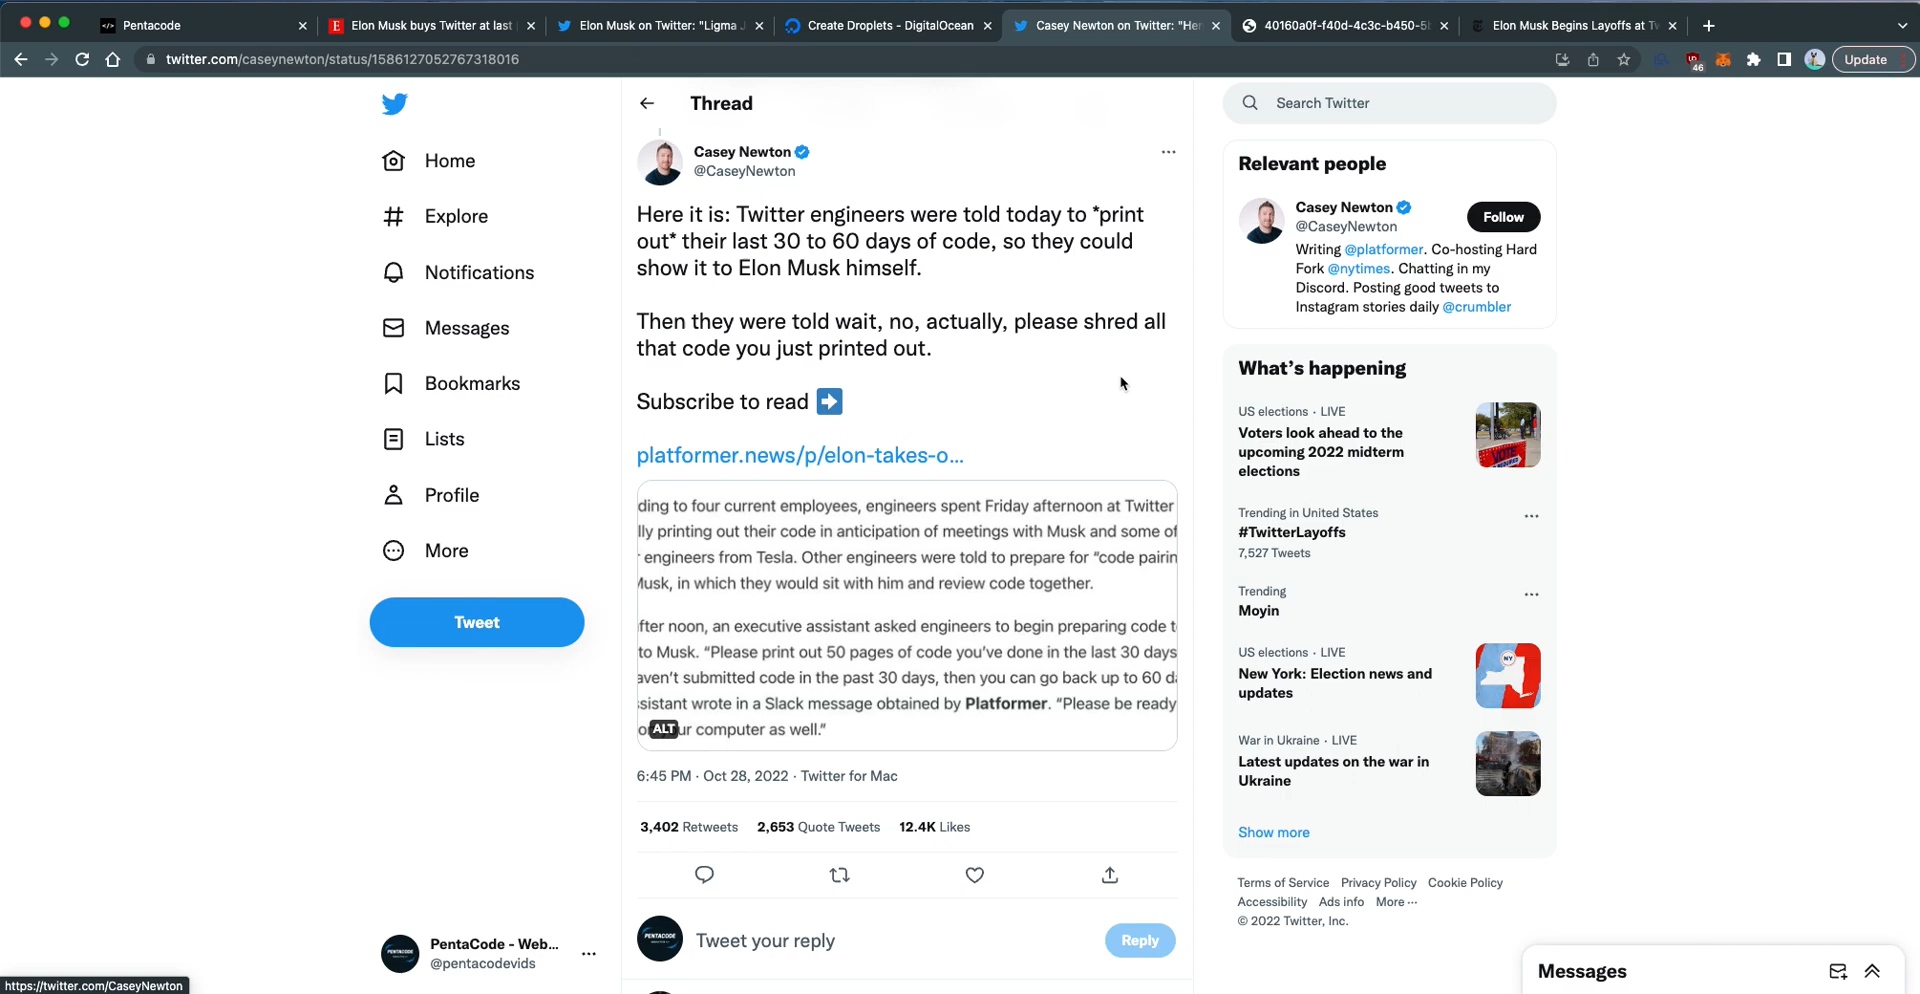 Pentacode
Elon Musk buys Twitter at last
Elon Musk on Twitter: "Ligma J
Create Droplets - DigitalOcean
Casey Newton on Twitter: "Her
40160a0f-f40d-4c3c-b450-5
Elon Musk Begins Layoffs at Tw
twitter.com/caseynewton/status/1586127052767318016
46
Update
Home
Explore
Notifications
Messages
Bookmarks
Lists
Profile
More
Tweet
PentaCode - Web...
@pentacodevids
https://twitter.com/CaseyNewton
Thread
Casey Newton
@CaseyNewton
Here it is: Twitter engineers were told today to *print
out* their last 30 to 60 days of code, so they could
show it to Elon Musk himself.
Then they were told wait, no, actually, please shred all
that code you just printed out.
Subscribe to read ➡
platformer.news/p/elon-takes-o...
ding to four current employees, engineers spent Friday afternoon at Twitter
lly printing out their code in anticipation of meetings with Musk and some of
engineers from Tesla. Other engineers were told to prepare for “code pairin
Musk, in which they would sit with him and review code together.
fter noon, an executive assistant asked engineers to begin preparing code t
to Musk. “Please print out 50 pages of code you’ve done in the last 30 days
aven’t submitted code in the past 30 days, then you can go back up to 60 d
sistant wrote in a Slack message obtained by Platformer. “Please be ready
ur computer as well.”
ALT
6:45 PM · Oct 28, 2022 · Twitter for Mac
3,402 Retweets 2,653 Quote Tweets 12.4K Likes
PENTACODE
Tweet your reply
Reply
Search Twitter
Relevant people
Casey Newton
@CaseyNewton
Follow
Writing @platformer. Co-hosting Hard
Fork @nytimes. Chatting in my
Discord. Posting good tweets to
Instagram stories daily @crumbler
What’s happening
US elections · LIVE
Voters look ahead to the
upcoming 2022 midterm
elections
VOTE
Trending in United States
#TwitterLayoffs
7,527 Tweets
Trending
Moyin
US elections · LIVE
New York: Election news and
updates
NY
War in Ukraine · LIVE
Latest updates on the war in
Ukraine
Show more
Terms of Service Privacy Policy Cookie Policy
Accessibility Ads info More ···
© 2022 Twitter, Inc.
Messages